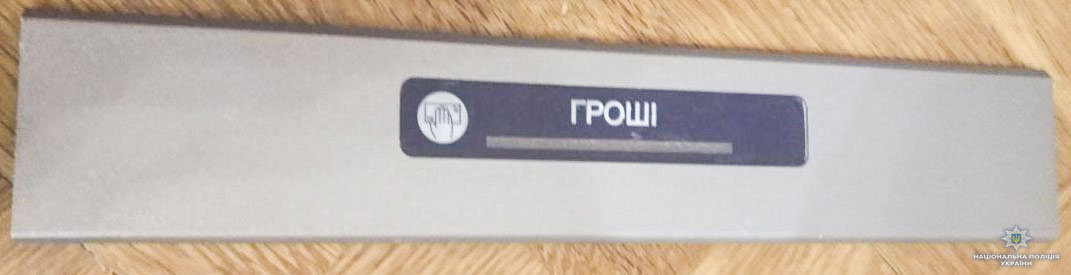 ГРОШІ
НАЦІОНАЛЬНА ПОЛІЦІЯ
УКРАЇНИ